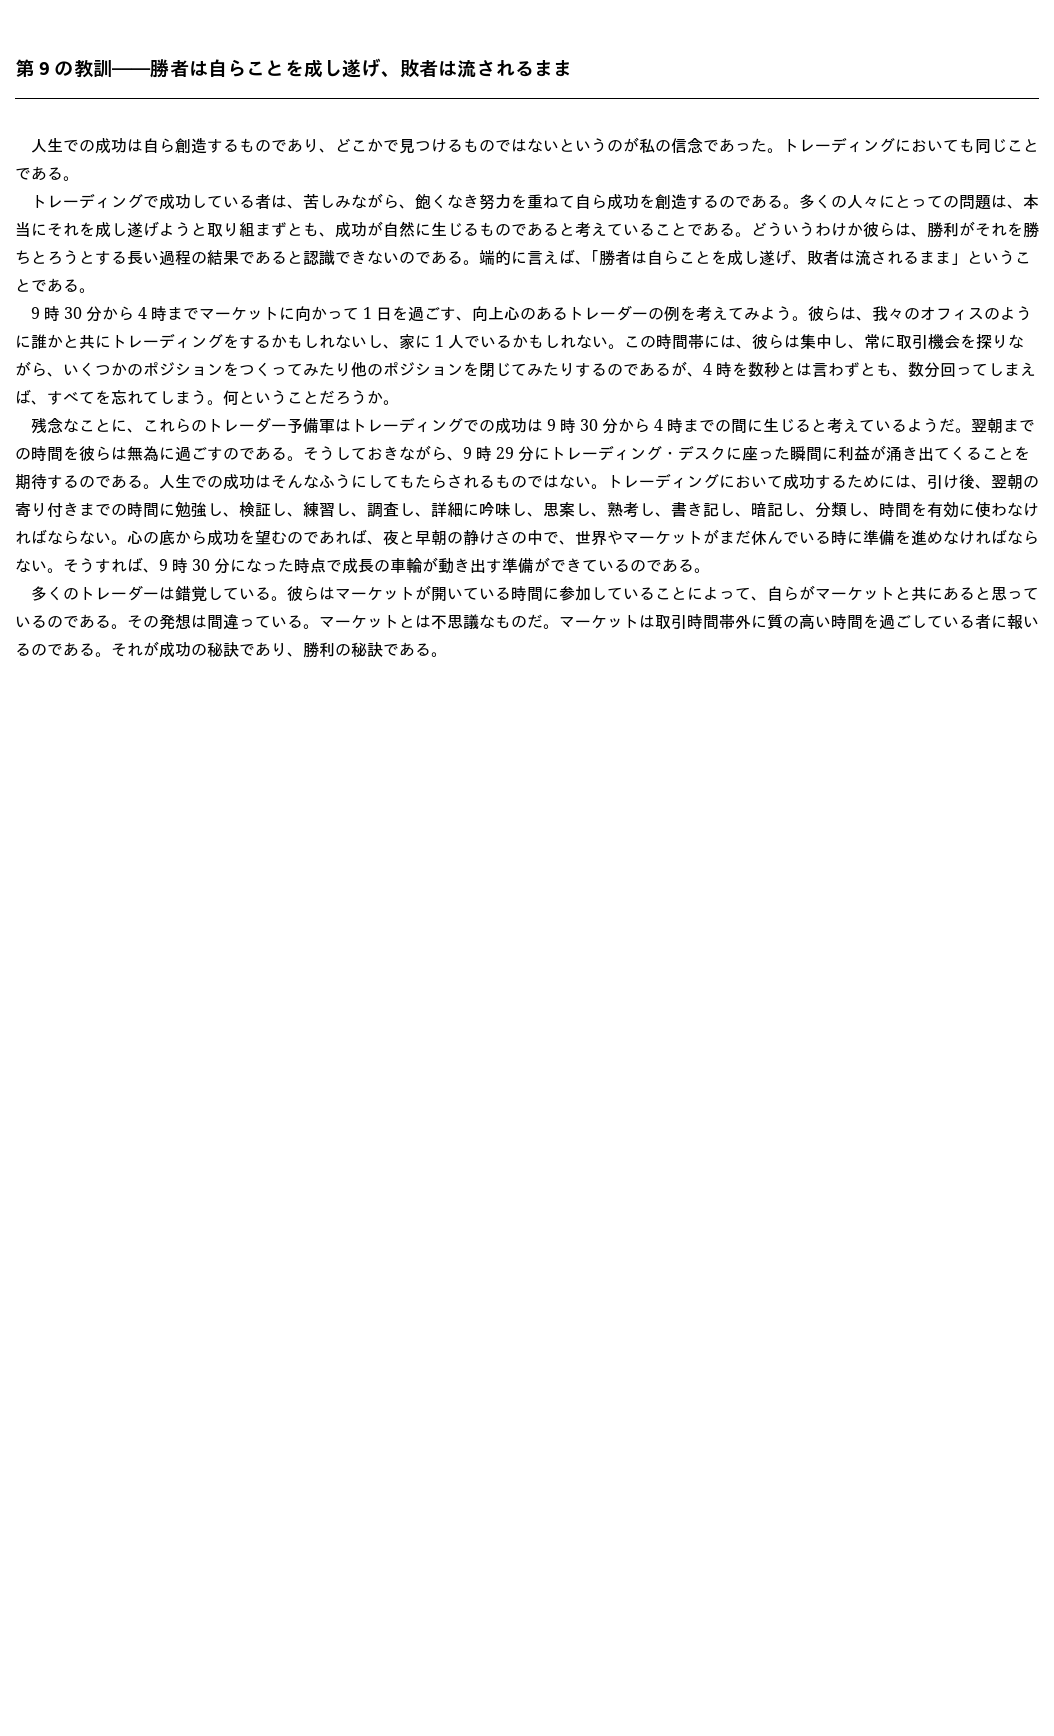 第 9 の教訓――勝者は自らことを成し遂げ、敗者は流されるまま
　人生での成功は自ら創造するものであり、どこかで見つけるものではないというのが私の信念であった。トレーディングにおいても同じこと
である。
　トレーディングで成功している者は、苦しみながら、飽くなき努力を重ねて自ら成功を創造するのである。多くの人々にとっての問題は、本
当にそれを成し遂げようと取り組まずとも、成功が自然に生じるものであると考えていることである。どういうわけか彼らは、勝利がそれを勝
ちとろうとする長い過程の結果であると認識できないのである。端的に言えば、「勝者は自らことを成し遂げ、敗者は流されるまま」というこ
とである。
　9 時 30 分から 4 時までマーケットに向かって 1 日を過ごす、向上心のあるトレーダーの例を考えてみよう。彼らは、我々のオフィスのよう
に誰かと共にトレーディングをするかもしれないし、家に 1 人でいるかもしれない。この時間帯には、彼らは集中し、常に取引機会を探りな
がら、いくつかのポジションをつくってみたり他のポジションを閉じてみたりするのであるが、4 時を数秒とは言わずとも、数分回ってしまえ
ば、すべてを忘れてしまう。何ということだろうか。
　残念なことに、これらのトレーダー予備軍はトレーディングでの成功は 9 時 30 分から 4 時までの間に生じると考えているようだ。翌朝まで
の時間を彼らは無為に過ごすのである。そうしておきながら、9 時 29 分にトレーディング・デスクに座った瞬間に利益が涌き出てくることを
期待するのである。人生での成功はそんなふうにしてもたらされるものではない。トレーディングにおいて成功するためには、引け後、翌朝の
寄り付きまでの時間に勉強し、検証し、練習し、調査し、詳細に吟味し、思案し、熟考し、書き記し、暗記し、分類し、時間を有効に使わなけ
ればならない。心の底から成功を望むのであれば、夜と早朝の静けさの中で、世界やマーケットがまだ休んでいる時に準備を進めなければなら
ない。そうすれば、9 時 30 分になった時点で成長の車輪が動き出す準備ができているのである。
　多くのトレーダーは錯覚している。彼らはマーケットが開いている時間に参加していることによって、自らがマーケットと共にあると思って
いるのである。その発想は間違っている。マーケットとは不思議なものだ。マーケットは取引時間帯外に質の高い時間を過ごしている者に報い
るのである。それが成功の秘訣であり、勝利の秘訣である。